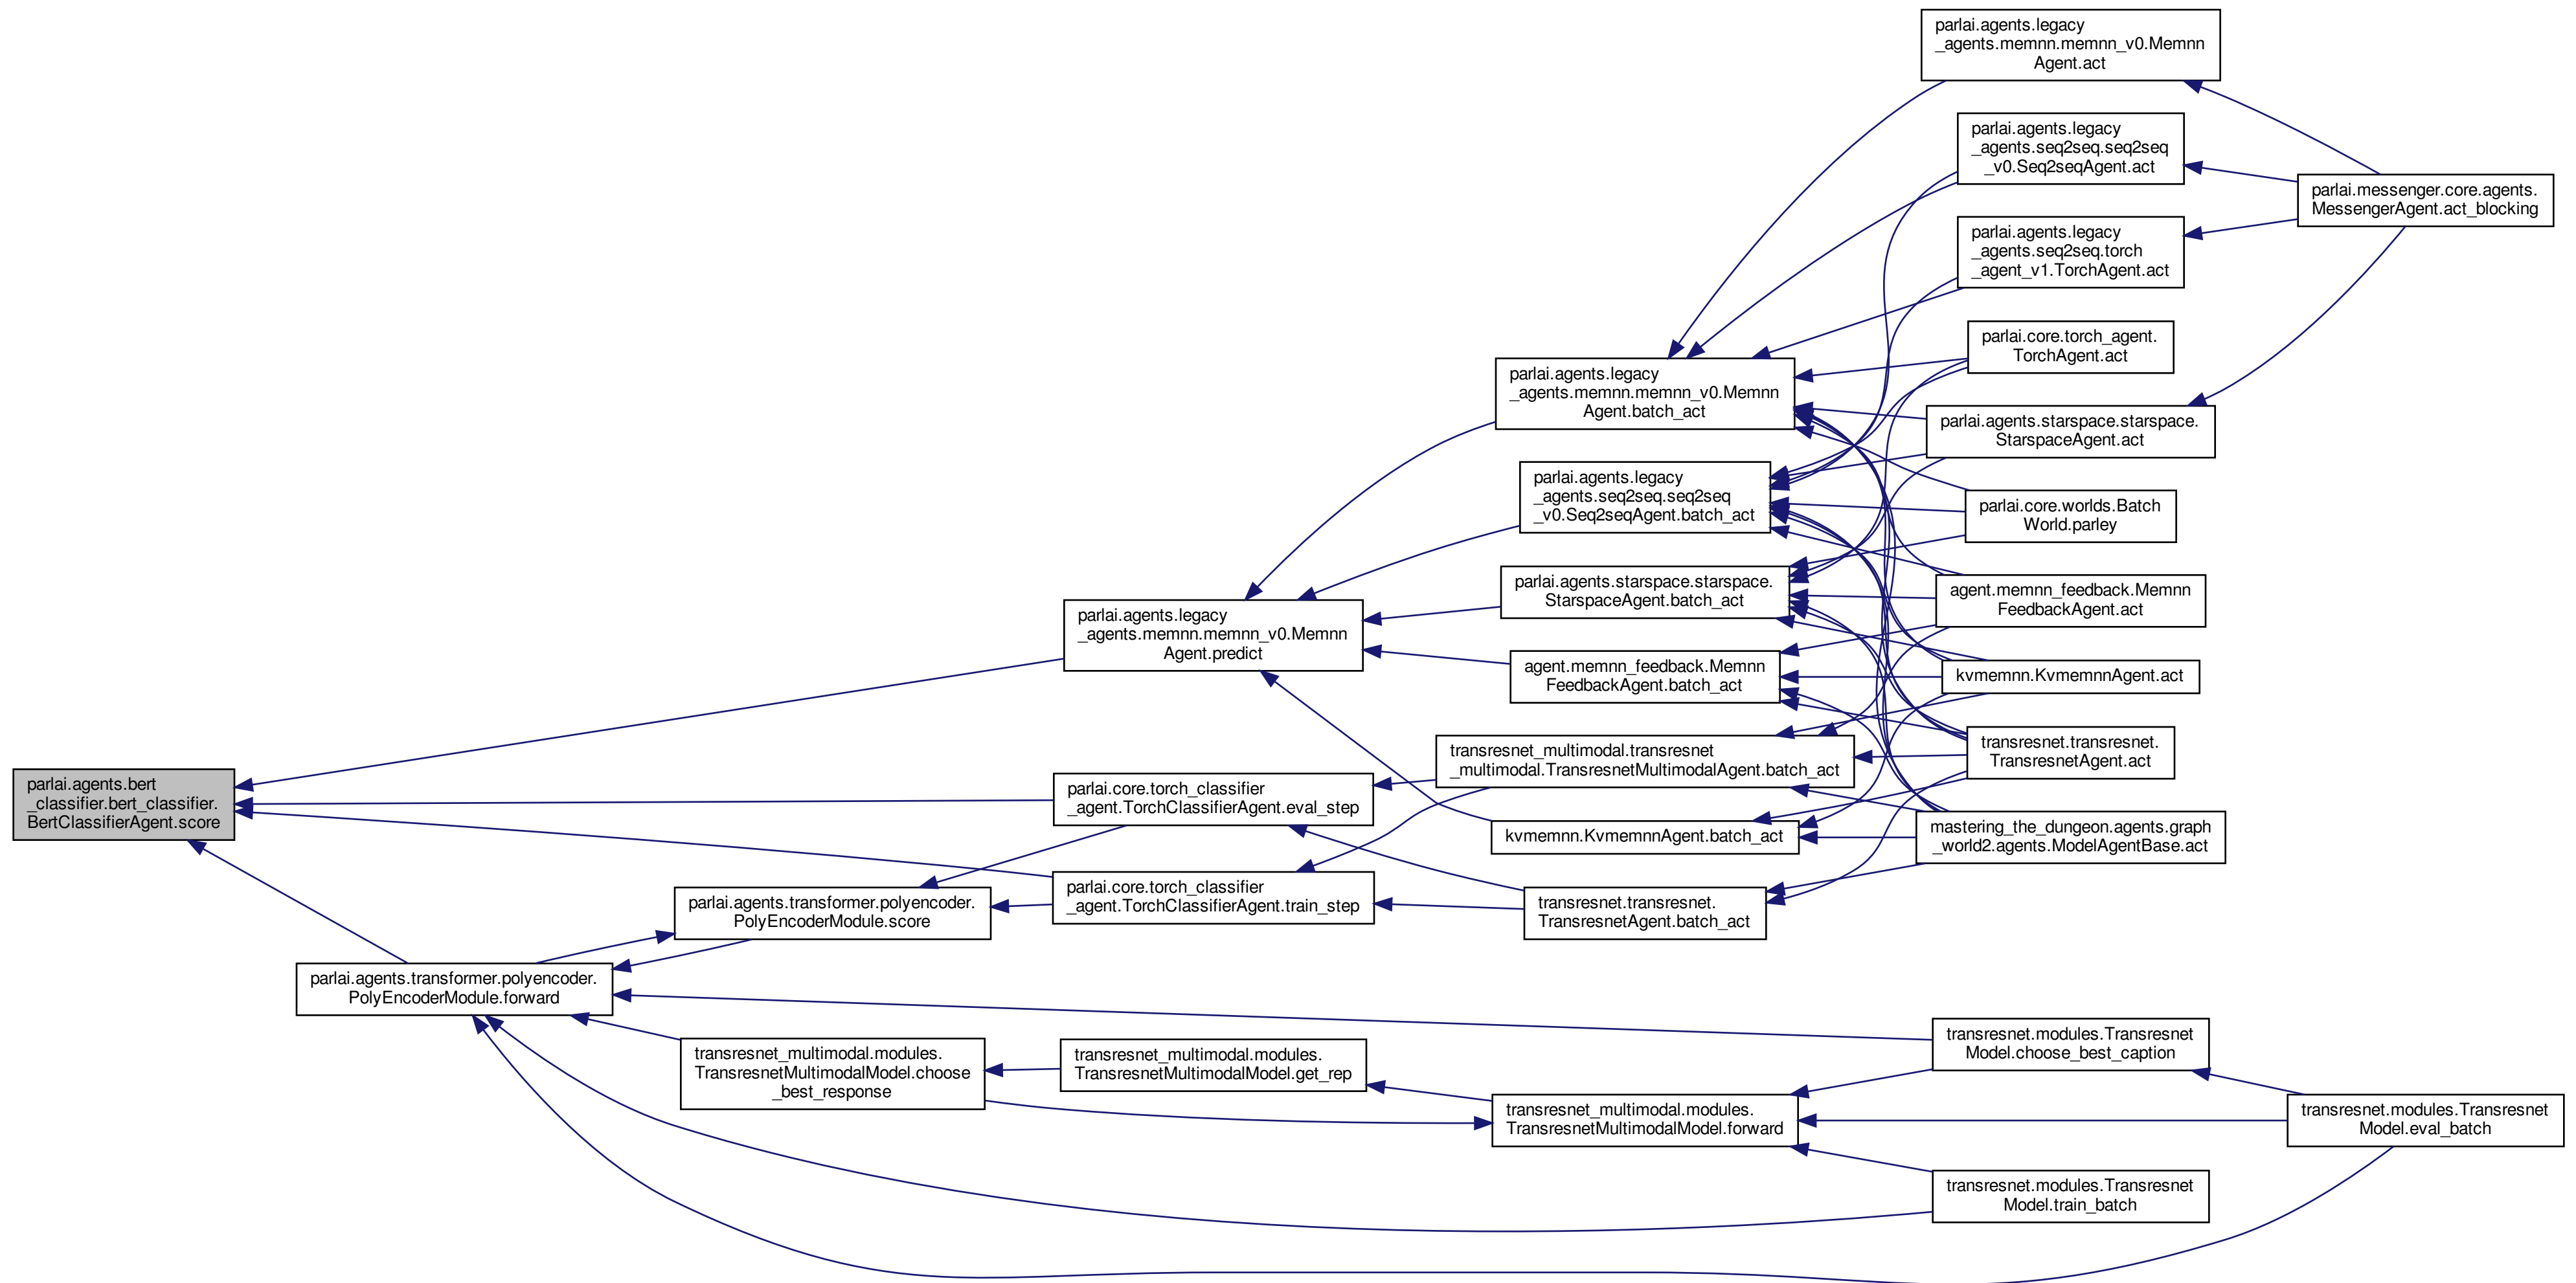 parlai.agents.legacy
_agents.memnn.memnn_v0.Memnn
Agent.act
parlai.agents.legacy
_agents.seq2seq.seq2seq
_v0.Seq2seqAgent.act
parlai.messenger.core.agents.
MessengerAgent.act_blocking
parlai.agents.legacy
_agents.seq2seq.torch
_agent_v1.TorchAgent.act
parlai.core.torch_agent.
TorchAgent.act
parlai.agents.legacy
_agents.memnn.memnn_v0.Memnn
Agent.batch_act
parlai.agents.starspace.starspace.
StarspaceAgent.act
parlai.agents.legacy
_agents.seq2seq.seq2seq
_v0.Seq2seqAgent.batch_act
parlai.core.worlds.Batch
World.parley
parlai.agents.starspace.starspace.
StarspaceAgent.batch_act
agent.memnn_feedback.Memnn
FeedbackAgent.act
parlai.agents.legacy
_agents.memnn.memnn_v0.Memnn
Agent.predict
agent.memnn_feedback.Memnn
FeedbackAgent.batch_act
kvmemnn.KvmemnnAgent.act
transresnet_multimodal.transresnet
_multimodal.TransresnetMultimodalAgent.batch_act
transresnet.transresnet.
TransresnetAgent.act
parlai.agents.bert
_classifier.bert_classifier.
BertClassifierAgent.score
parlai.core.torch_classifier
_agent.TorchClassifierAgent.eval_step
kvmemnn.KvmemnnAgent.batch_act
mastering_the_dungeon.agents.graph
_world2.agents.ModelAgentBase.act
parlai.agents.transformer.polyencoder.
PolyEncoderModule.score
parlai.core.torch_classifier
_agent.TorchClassifierAgent.train_step
transresnet.transresnet.
TransresnetAgent.batch_act
parlai.agents.transformer.polyencoder.
PolyEncoderModule.forward
transresnet_multimodal.modules.
TransresnetMultimodalModel.choose
_best_response
transresnet_multimodal.modules.
TransresnetMultimodalModel.get_rep
transresnet.modules.Transresnet
Model.choose_best_caption
transresnet_multimodal.modules.
TransresnetMultimodalModel.forward
transresnet.modules.Transresnet
Model.eval_batch
transresnet.modules.Transresnet
Model.train_batch